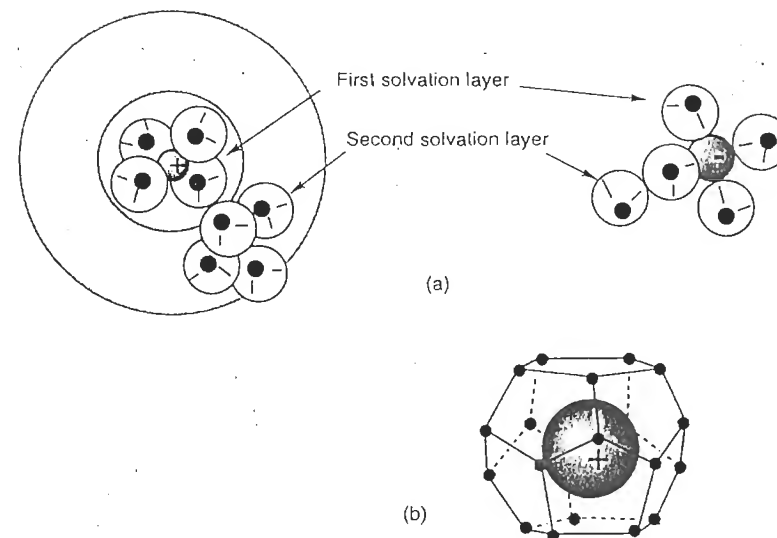 First solvation layer
Second solvation layer
+
-
(a)
+
(b)